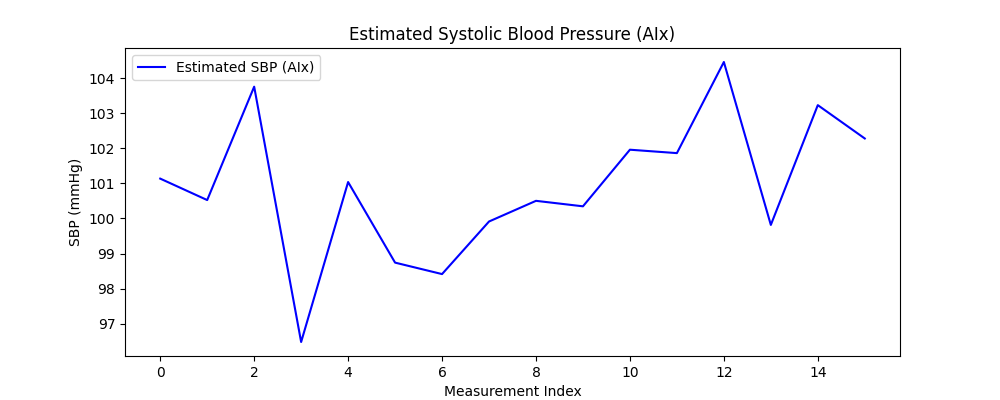 Estimated Systolic Blood Pressure (AIx)
Estimated SBP (AIx)
SBP (mmHg)
104
103
102
101
100
99
98
97
0 2 4 6 8 10 12 14
Measurement Index